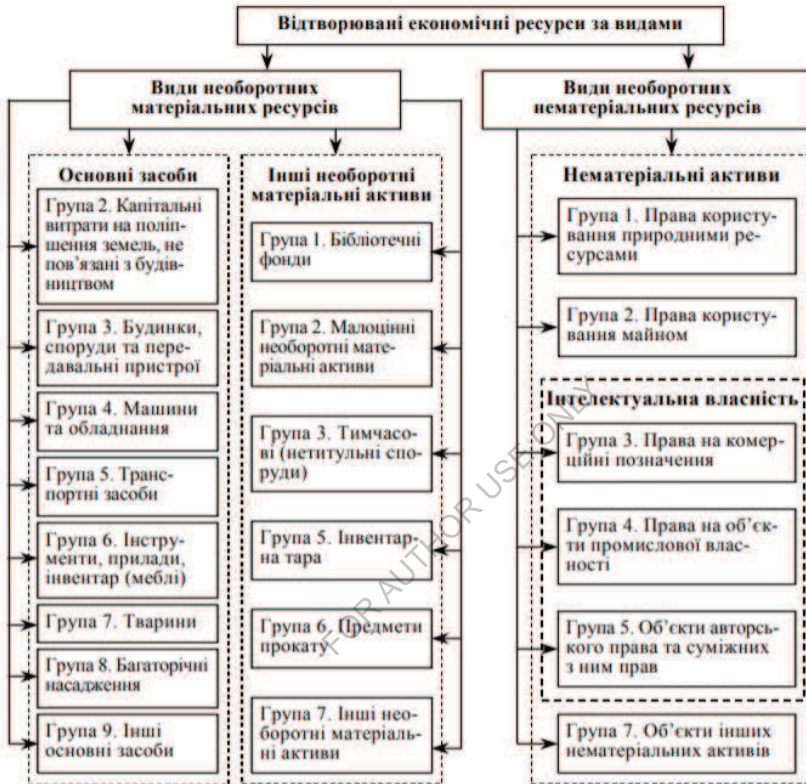 Відтворювані економічні ресурси за видами
Види необоротних
матеріальних ресурсів
Види необоротних
нематеріальних ресурсів
Основні засоби
Група 2. Капітальні
витрати на поліп-
шення земель, не
пов’язані з будів-
ництвом
Група 3. Будинки,
споруди та пере-
давальні пристрої
Група 4. Машини
та обладнання
Група 5. Транс-
портні засоби
Група 6. Інстру-
менти, прилади,
інвентар (меблі)
Група 7. Тварини
Група 8. Багаторічні
насадження
Група 9. Інші
основні засоби
Інші необоротні
матеріальні активи
Група 1. Бібліотечні
фонди
Група 2. Малоцінні
необоротні мате-
ріальні активи
Група 3. Тимчасо-
ві (нетитульні спо-
руди)
Група 5. Інвентар-
на тара
Група 6. Предмети
прокату
Група 7. Інші нео-
боротні матеріаль-
ні активи
Нематеріальні активи
Група 1. Права користу-
вання природними ре-
сурсами
Група 2. Права користу-
вання майном
Інтелектуальна власність
Група 3. Права на комер-
ційні позначення
Група 4. Права на об’єк-
ти промислової влас-
ності
Група 5. Об’єкти авторсь-
кого права та суміжних
з ним прав
Група 7. Об’єкти інших
нематеріальних активів
FOR AUTHOR USE ONLY